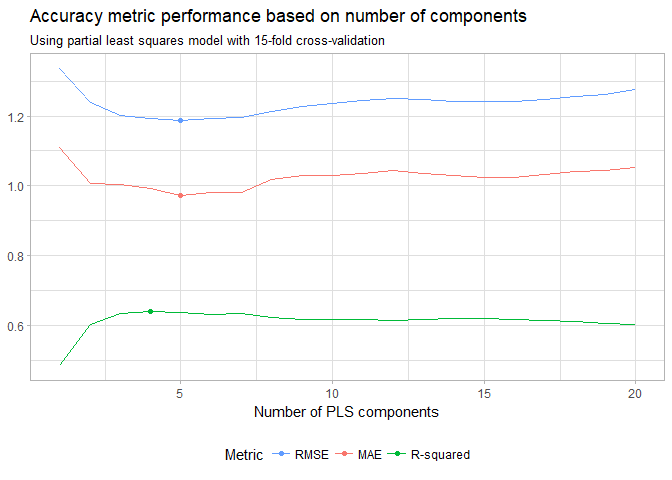 Accuracy metric performance based on number of components
Using partial least squares model with 15-fold cross-validation
1.2
1.0
0.8
0.6
5 10 15 20
Number of PLS components
Metric RMSE MAE R-squared